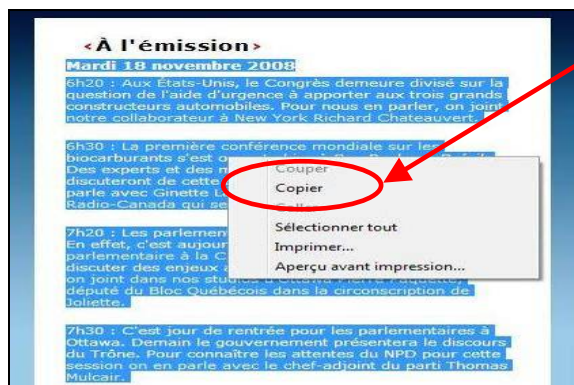 ‹À l'émission›
Mardi 18 novembre 2008
6h20 : Aux États-Unis, le Congrès demeure divisé sur la
question de l'aide d'urgence à apporter aux trois grands
constructeurs automobiles. Pour nous en parler, on joint
notre collaborateur à New York Richard Chateauvert.
6h30 : La première conférence mondiale sur les
biocarburants s'est
Des experts et des
discuteront de cette
parle avec Ginette
Radio-Canada qui se
Couper
Copier
Coller
Sélectionner tout
Imprimer...
Aperçu avant impression...
7h20 : Les parlemen
En effet, c'est aujour
parlementaire à la C
discuter des enjeux
on joint dans nos studios d'Ottawa Pierre Paquette,
député du Bloc Québécois dans la circonscription de
Joliette.
7h30 : C'est jour de rentrée pour les parlementaires à
Ottawa. Demain le gouvernement présentera le discours
du Trône. Pour connaître les attentes du NPD pour cette
session on en parle avec le chef-adjoint du parti Thomas
Mulcair.